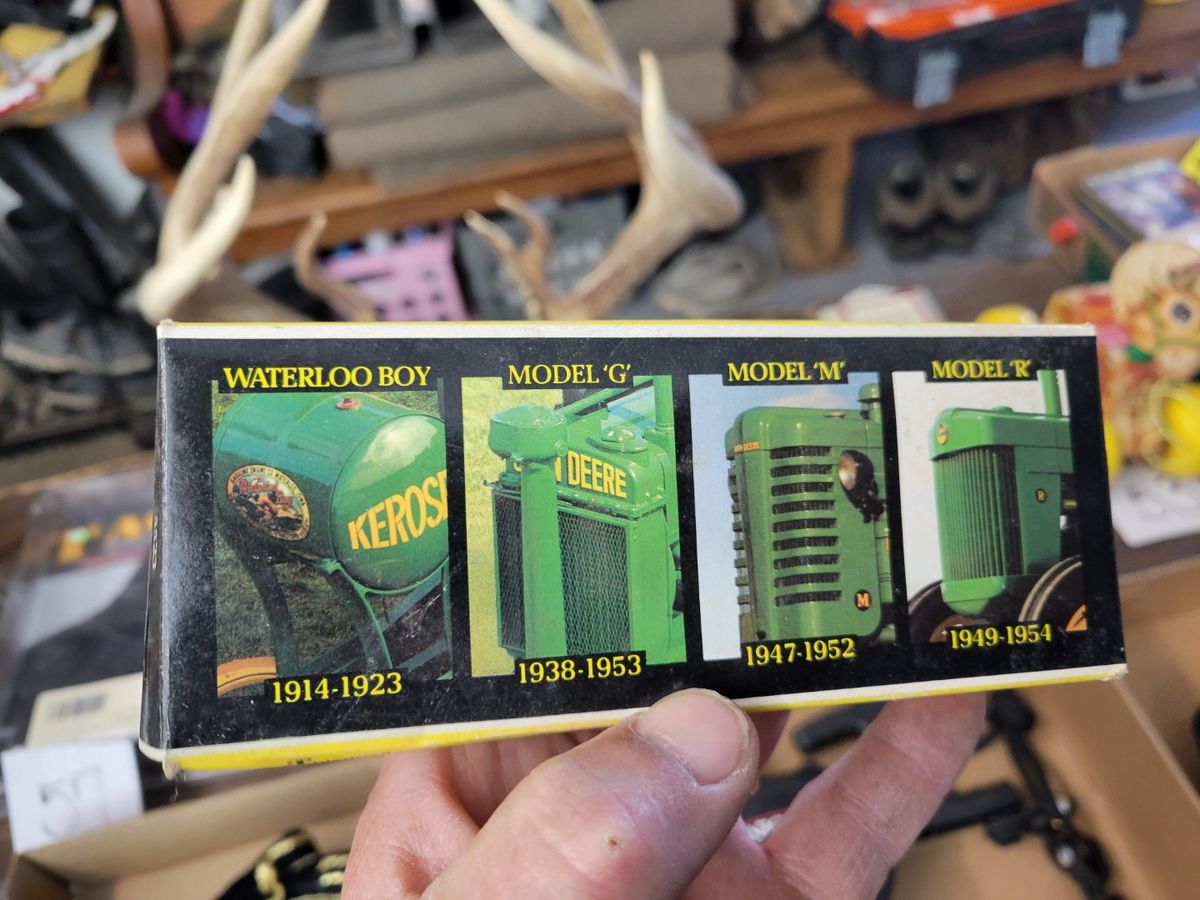 WATERLOO BOY
MODEL 'G'
MODEL 'M'
MODEL 'R'
KEROS
DEERE
M
R
1914-1923
1938-1953
1947-1952
1949-1954